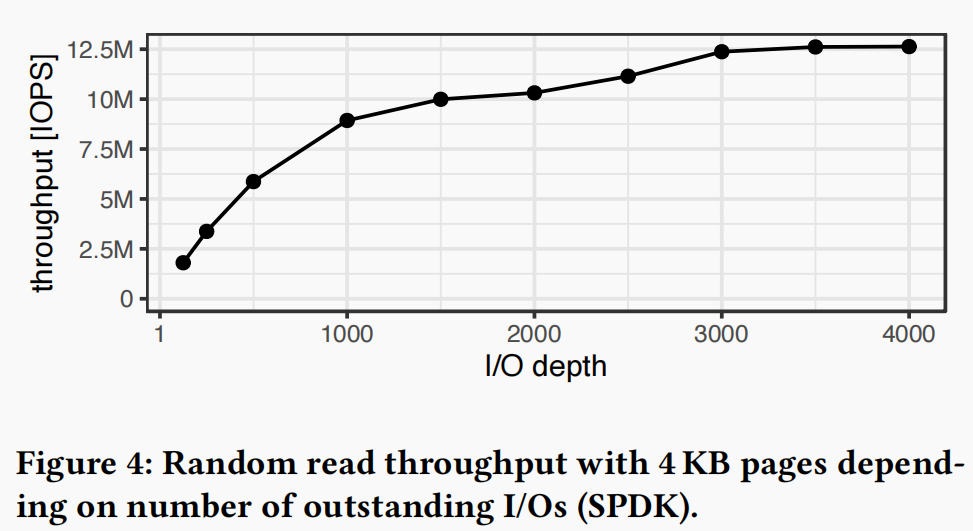 throughput [IOPS]
12.5M
10M
7.5M
5M
2.5M
0
1 1000 2000 3000 4000
I/O depth
Figure 4: Random read throughput with 4 KB pages depend-
ing on number of outstanding I/Os (SPDK).